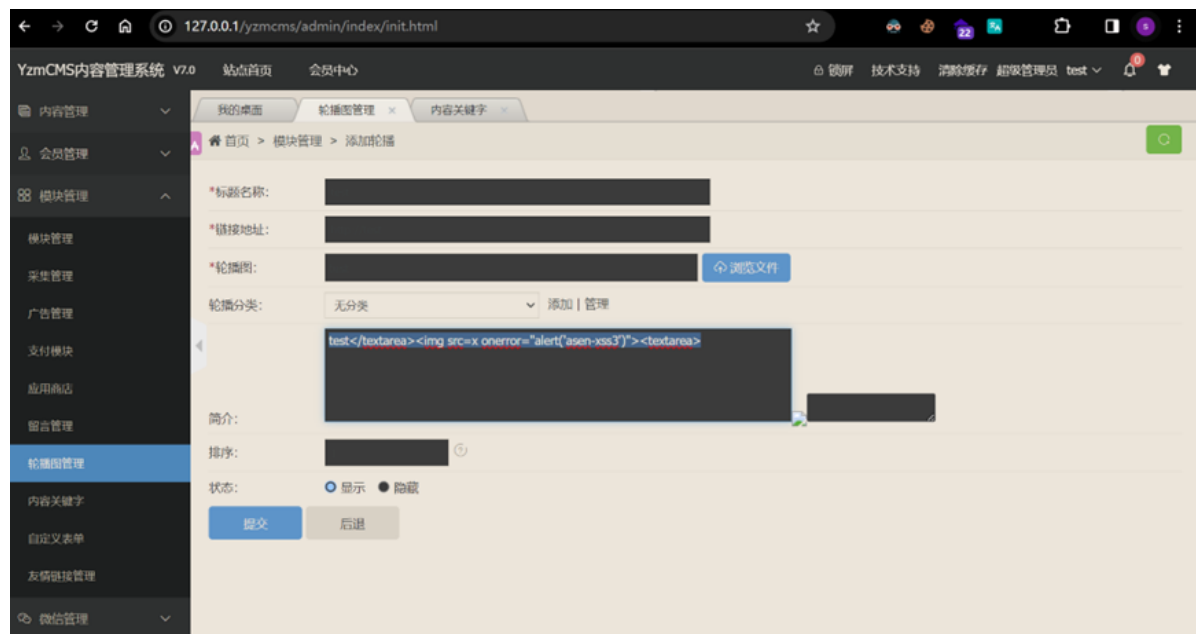 127.0.0.1/yzmcms/admin/index/init.html
22
s
YzmCMS内容管理系统 V7.0 站点首页 会员中心 锁屏 技术支持 清除缓存 超级管理员 test 0
内容管理 我的桌面 轮播图管理 × 内容关键字
会员管理 首页 > 模块管理 > 添加轮播
模块管理 *标题名称:
模块管理 *链接地址:
采集管理 *轮播图: 浏览文件
广告管理 轮播分类: 无分类 添加 | 管理
支付模块 test</textarea><img src=x onerror="alert('asen-xss3')"><textarea>
应用商店
留言管理 简介:
轮播图管理 排序:
内容关键字 状态: 显示 隐藏
自定义表单 提交 后退
友情链接管理
微信管理